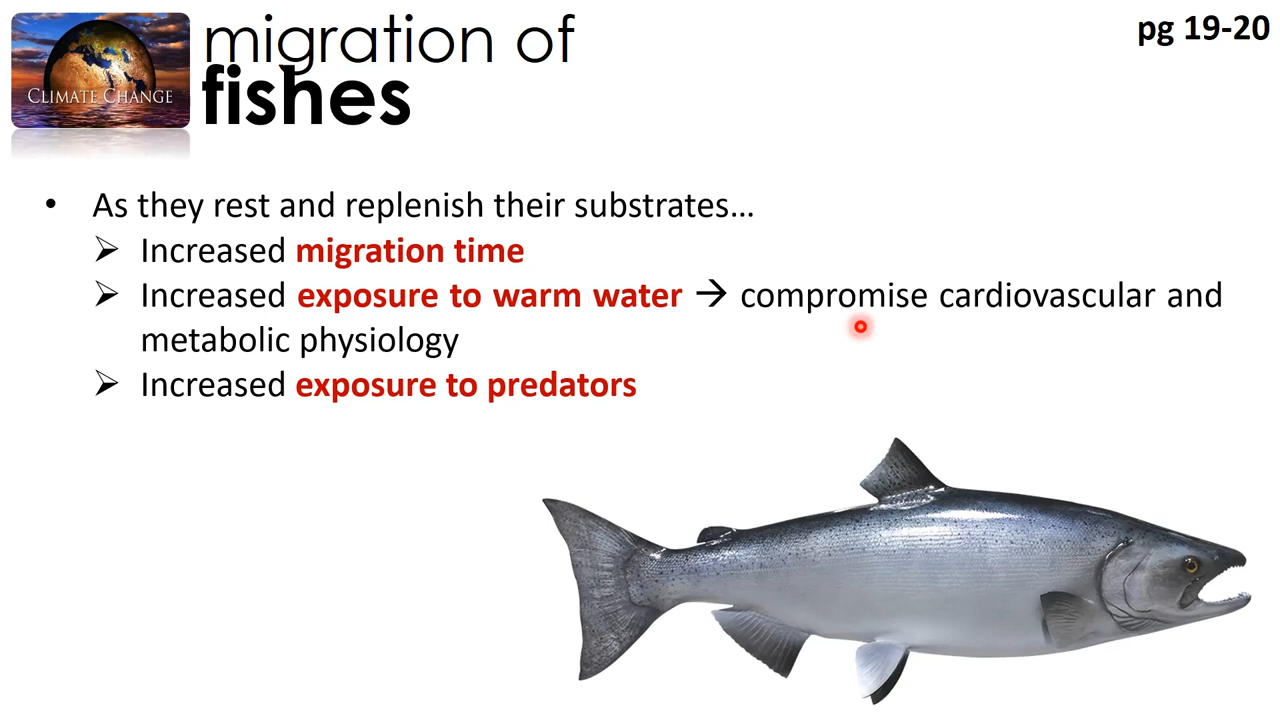 CLIMATE CHANGE
migration of
fishes
pg 19-20
• As they rest and replenish their substrates...
➢ Increased migration time
➢ Increased exposure to warm water → compromise cardiovascular and
metabolic physiology
➢ Increased exposure to predators